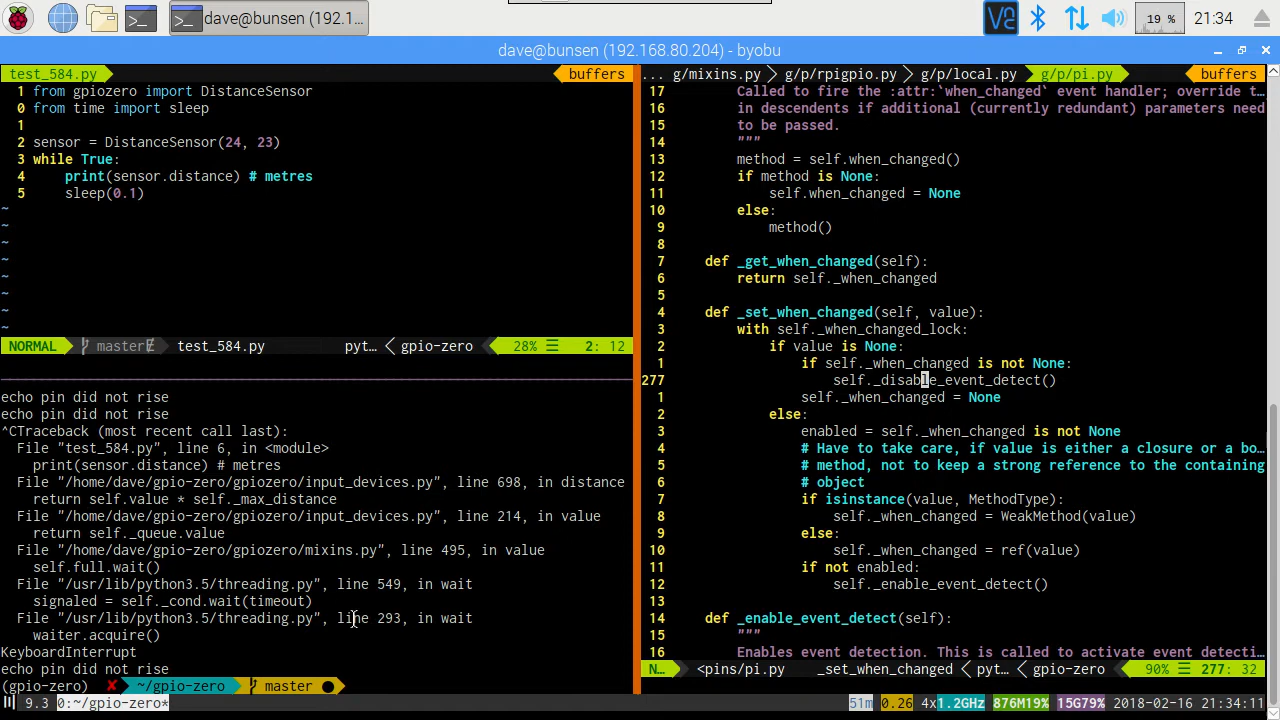 dave@bunsen (192.1...
19 %
21:34
dave@bunsen (192.168.80.204) - byobu
test_584.py
buffers
1 from gpiozero import DistanceSensor
0 from time import sleep
1
2 sensor = DistanceSensor(24, 23)
3 while True:
4     print(sensor.distance) # metres
5     sleep(0.1)
~
~
~
~
~
~
~
~
NORMAL master test_584.py pyt… gpio-zero 28% ☰ 2: 12
echo pin did not rise
echo pin did not rise
^CTraceback (most recent call last):
  File "test_584.py", line 6, in <module>
    print(sensor.distance) # metres
  File "/home/dave/gpio-zero/gpiozero/input_devices.py", line 698, in distance
    return self.value * self._max_distance
  File "/home/dave/gpio-zero/gpiozero/input_devices.py", line 214, in value
    return self._queue.value
  File "/home/dave/gpio-zero/gpiozero/mixins.py", line 495, in value
    self.full.wait()
  File "/usr/lib/python3.5/threading.py", line 549, in wait
    signaled = self._cond.wait(timeout)
  File "/usr/lib/python3.5/threading.py", line 293, in wait
    waiter.acquire()
KeyboardInterrupt
echo pin did not rise
(gpio-zero) ✘ ~/gpio-zero master ●
... g/mixins.py g/p/rpigpio.py g/p/local.py g/p/pi.py buffers
17         Called to fire the :attr:`when_changed` event handler; override t…
16         in descendents if additional (currently redundant) parameters need
15         to be passed.
14         """
13         method = self.when_changed()
12         if method is None:
11             self.when_changed = None
10         else:
9             method()
8
7     def _get_when_changed(self):
6         return self._when_changed
5
4     def _set_when_changed(self, value):
3         with self._when_changed_lock:
2             if value is None:
1                 if self._when_changed is not None:
277                     self._disable_event_detect()
1                 self._when_changed = None
2             else:
3                 enabled = self._when_changed is not None
4                 # Have to take care, if value is either a closure or a bo…
5                 # method, not to keep a strong reference to the containing
6                 # object
7                 if isinstance(value, MethodType):
8                     self._when_changed = WeakMethod(value)
9                 else:
10                     self._when_changed = ref(value)
11                 if not enabled:
12                     self._enable_event_detect()
13
14     def _enable_event_detect(self):
15         """
16         Enables event detection. This is called to activate event detecti…
N… <pins/pi.py _set_when_changed pyt… gpio-zero 90% ☰ 277: 32
9.3 0:~/gpio-zero* 51m 0.26 4x1.2GHz 876M19% 15G79% 2018-02-16 21:34:11